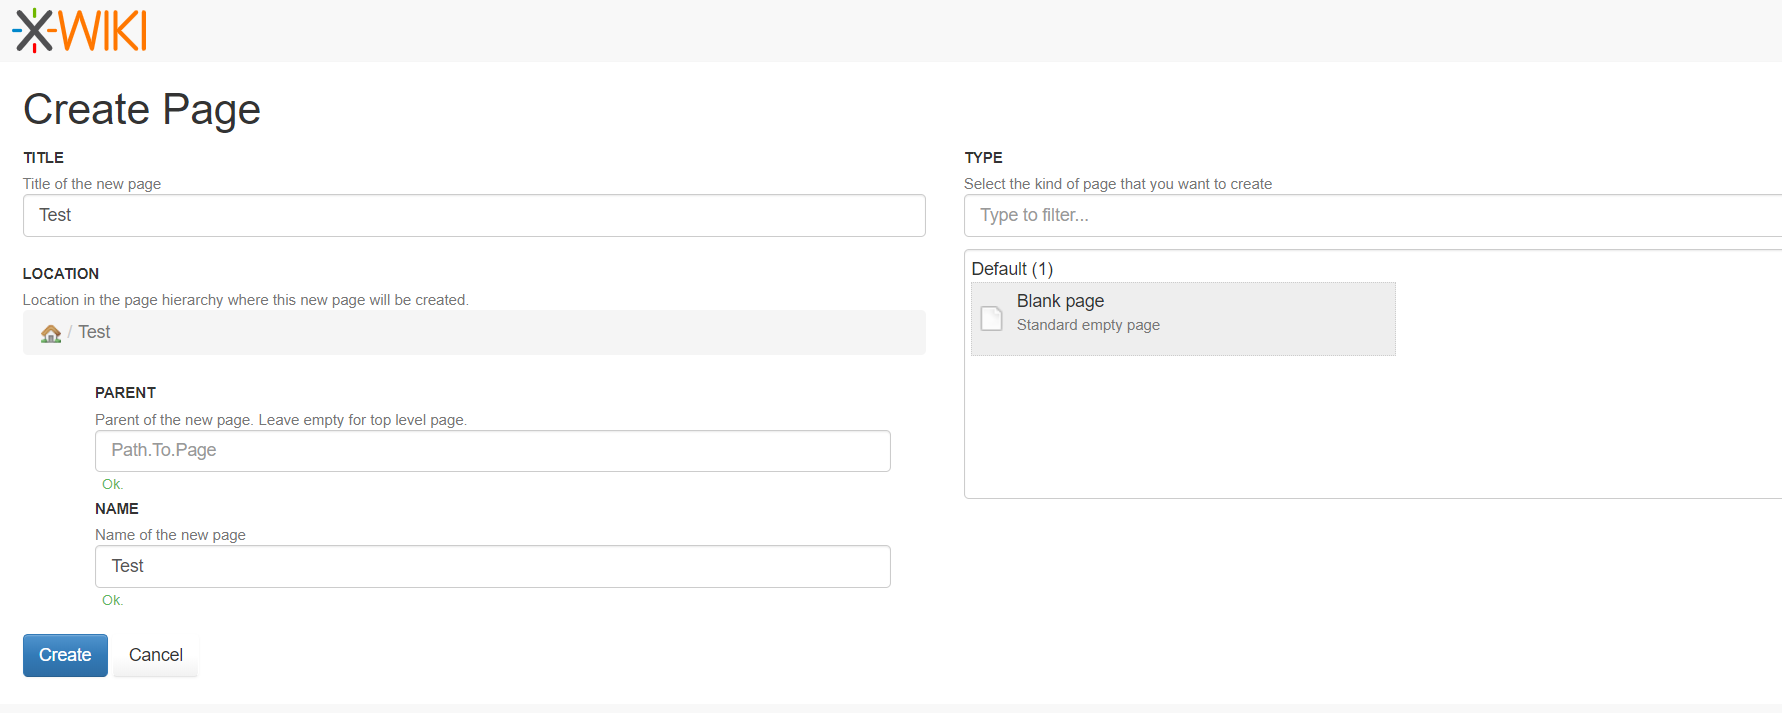 XWIKI
Create Page
TITLE
Title of the new page
Test
LOCATION
Location in the page hierarchy where this new page will be created.
/ Test
PARENT
Parent of the new page. Leave empty for top level page.
Path.To.Page
Ok.
NAME
Name of the new page
Test
Ok.
Create Cancel
TYPE
Select the kind of page that you want to create
Type to filter...
Default (1)
Blank page
Standard empty page